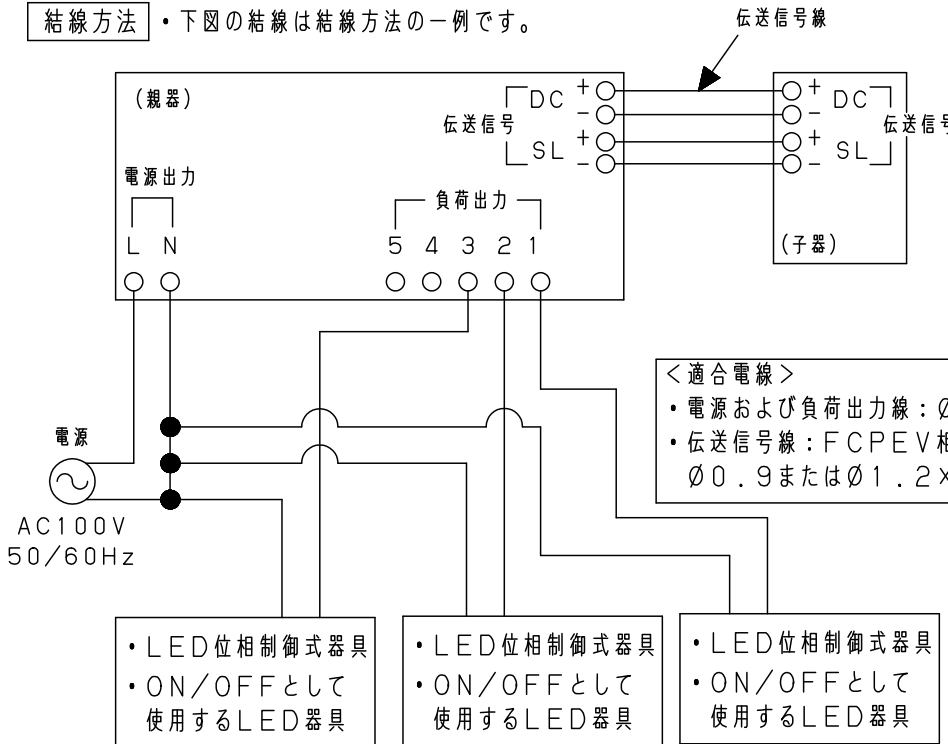 結線方法 ・下図の結線は結線方法の一例です。
伝送信号線
(親器)
伝送信号
DC + −
SL + −
+ − DC
+ − SL
伝送信号
(子器)
電源出力
L N
負荷出力
5 4 3 2 1
<適合電線>
・電源および負荷出力線:Ø
・伝送信号線:FCPEV相
Ø0.9またはØ1.2×
電源
AC100V
50/60Hz
・LED位相制御式器具
・ON/OFFとして
使用するLED器具
・LED位相制御式器具
・ON/OFFとして
使用するLED器具
・LED位相制御式器具
・ON/OFFとして
使用するLED器具